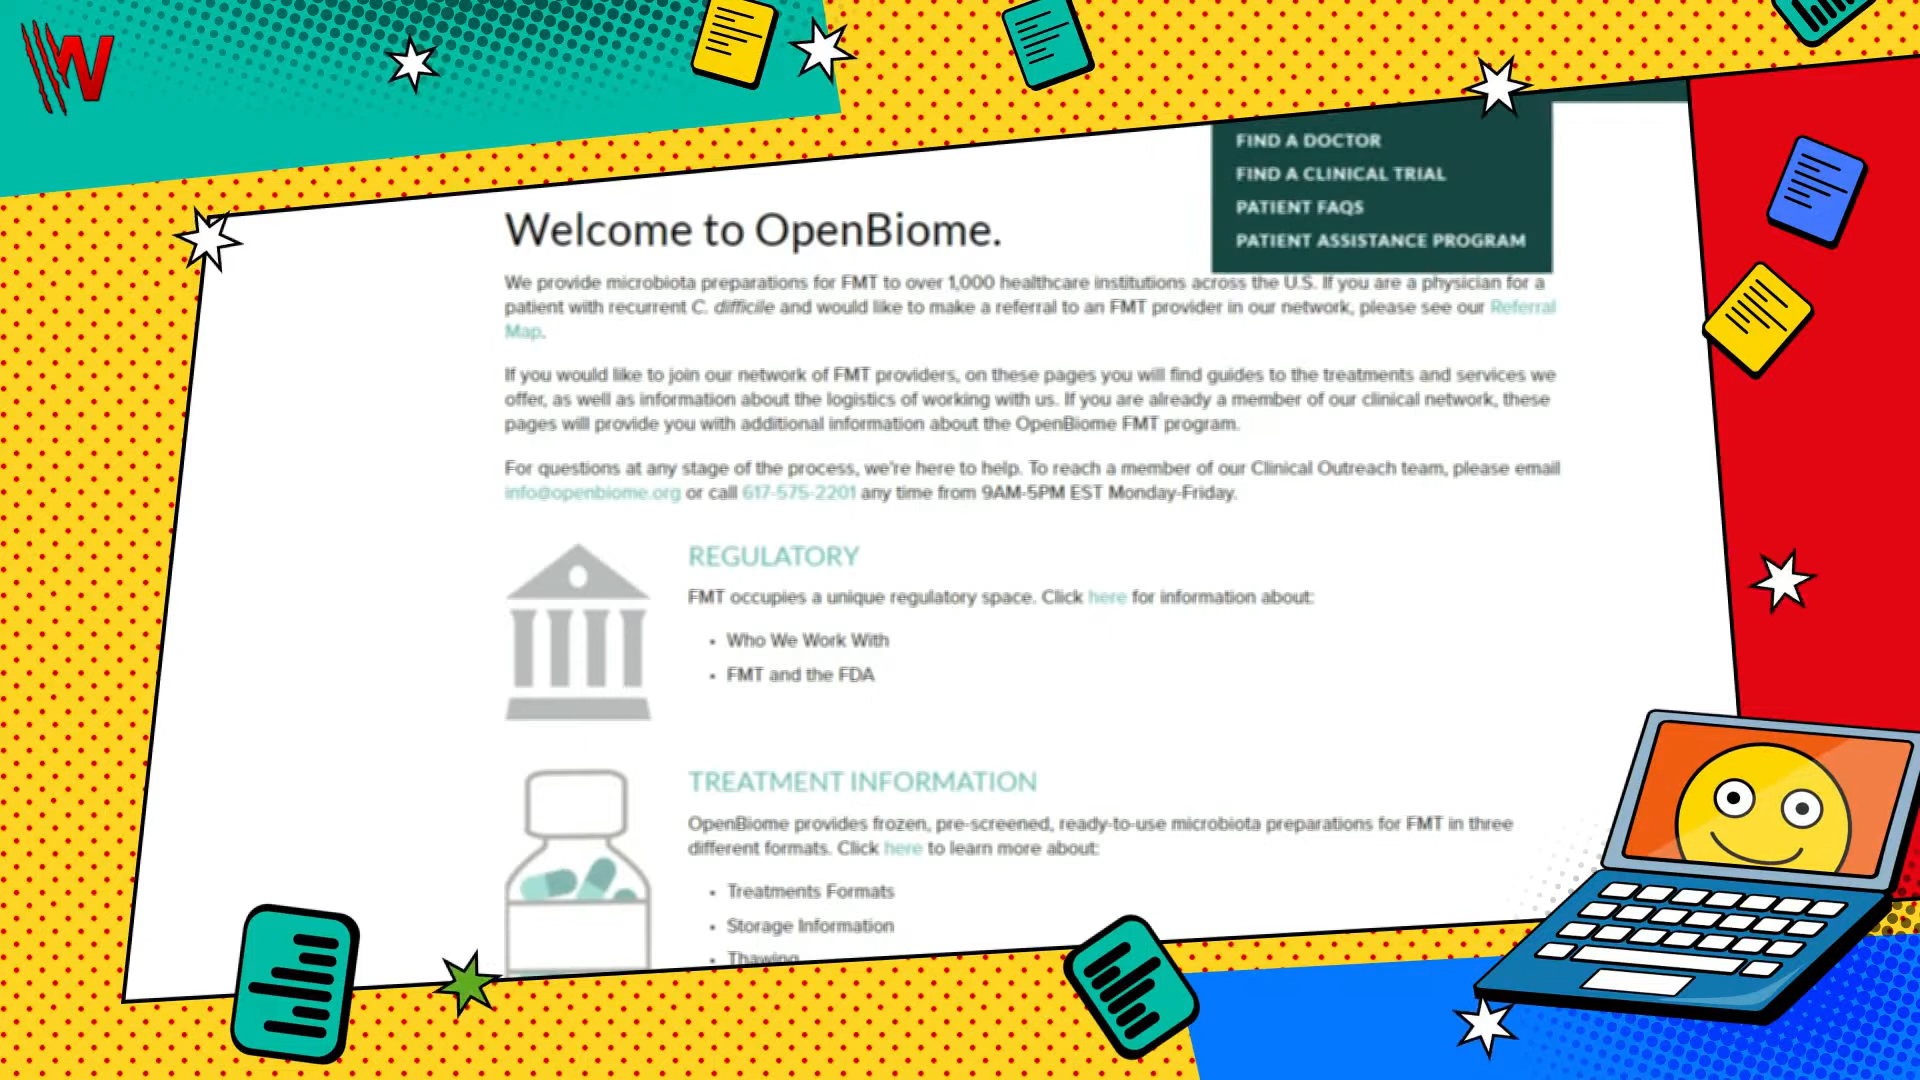 W
FIND A DOCTOR
FIND A CLINICAL TRIAL
PATIENT FAQS
PATIENT ASSISTANCE PROGRAM
Welcome to OpenBiome.
We provide microbiota preparations for FMT to over 1,000 healthcare institutions across the U.S. If you are a physician for a
patient with recurrent C. difficile and would like to make a referral to an FMT provider in our network, please see our Referral
Map.
If you would like to join our network of FMT providers, on these pages you will find guides to the treatments and services we
offer, as well as information about the logistics of working with us. If you are already a member of our clinical network, these
pages will provide you with additional information about the OpenBiome FMT program.
For questions at any stage of the process, we're here to help. To reach a member of our Clinical Outreach team, please email
info@openbiome.org or call 617-575-2201 any time from 9AM-5PM EST Monday-Friday.
REGULATORY
FMT occupies a unique regulatory space. Click here for information about:
• Who We Work With
• FMT and the FDA
TREATMENT INFORMATION
OpenBiome provides frozen, pre-screened, ready-to-use microbiota preparations for FMT in three
different formats. Click here to learn more about:
• Treatments Formats
• Storage Information
• Thawing